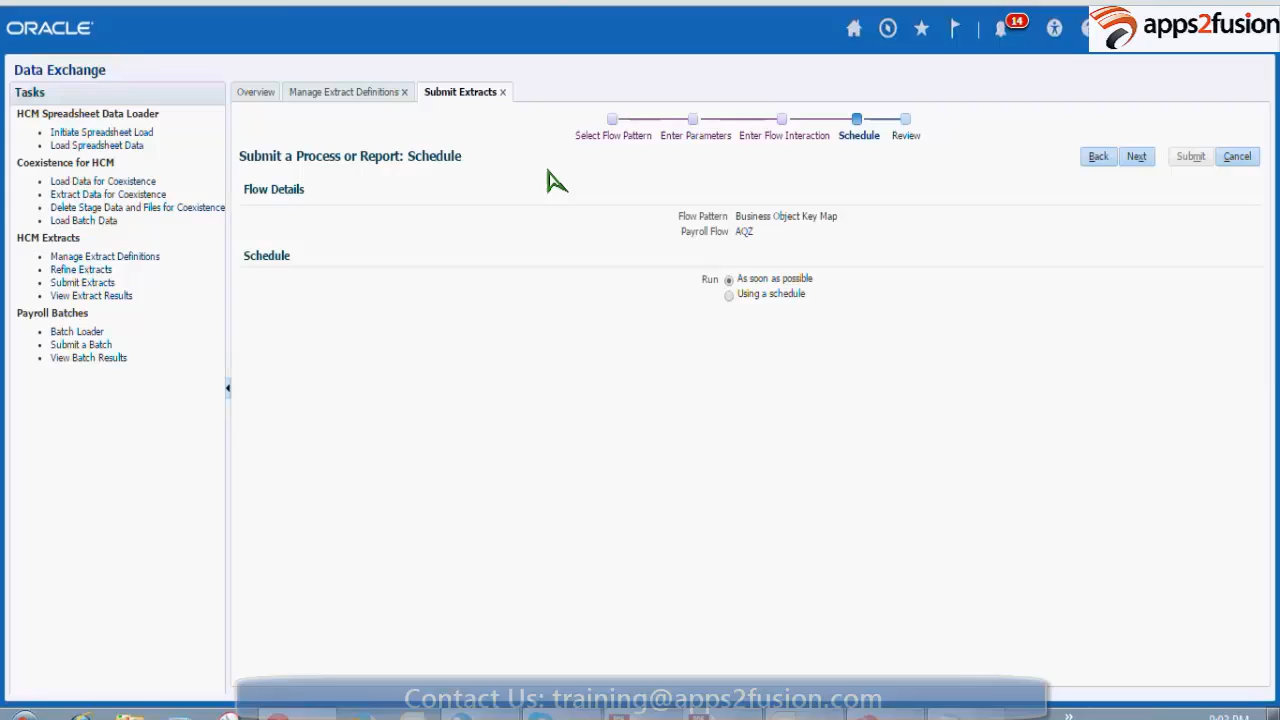 ORACLE
14
apps2fusion
Data Exchange
Tasks
HCM Spreadsheet Data Loader
Initiate Spreadsheet Load
Load Spreadsheet Data
Coexistence for HCM
Load Data for Coexistence
Extract Data for Coexistence
Delete Stage Data and Files for Coexistence
Load Batch Data
HCM Extracts
Manage Extract Definitions
Refine Extracts
Submit Extracts
View Extract Results
Payroll Batches
Batch Loader
Submit a Batch
View Batch Results
Overview
Manage Extract Definitions x
Submit Extracts x
Select Flow Pattern
Enter Parameters
Enter Flow Interaction
Schedule
Review
Submit a Process or Report: Schedule
Back
Next
Submit
Cancel
Flow Details
Flow Pattern Business Object Key Map
Payroll Flow AQZ
Schedule
Run As soon as possible
Using a schedule
Contact Us: training@apps2fusion.com